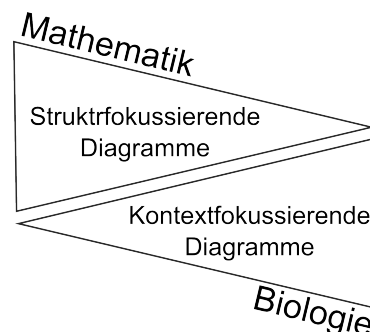 Mathematik
Struktrfokussierende
Diagramme
Kontextfokussierende
Diagramme
Biologie